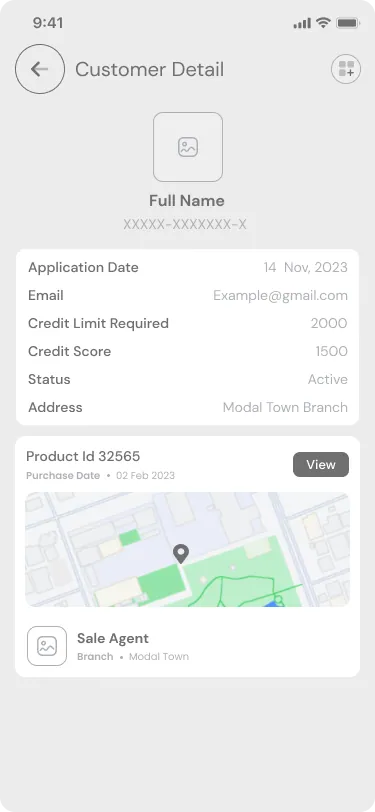 9:41
Customer Detail
Full Name
XXXXX-XXXXXXX-X
Application Date 14 Nov, 2023
Email Example@gmail.com
Credit Limit Required 2000
Credit Score 1500
Status Active
Address Modal Town Branch
Product Id 32565
View
Purchase Date • 02 Feb 2023
Sale Agent
Branch • Modal Town